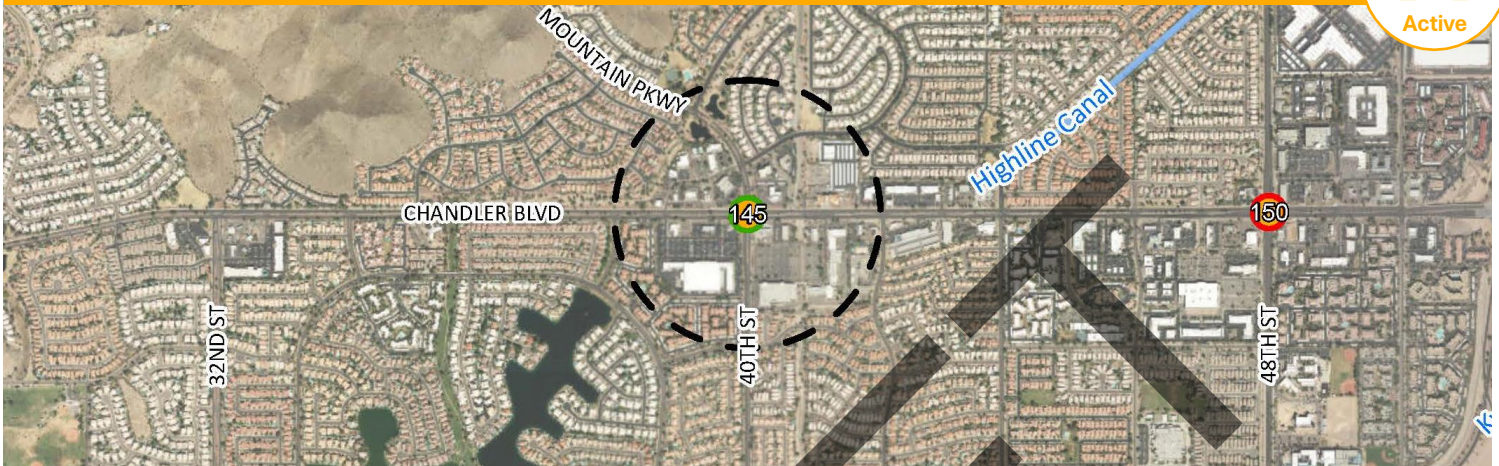 Active
MOUNTAIN PKWY
Highline Canal
CHANDLER BLVD
145
150
32ND ST
40TH ST
48TH ST